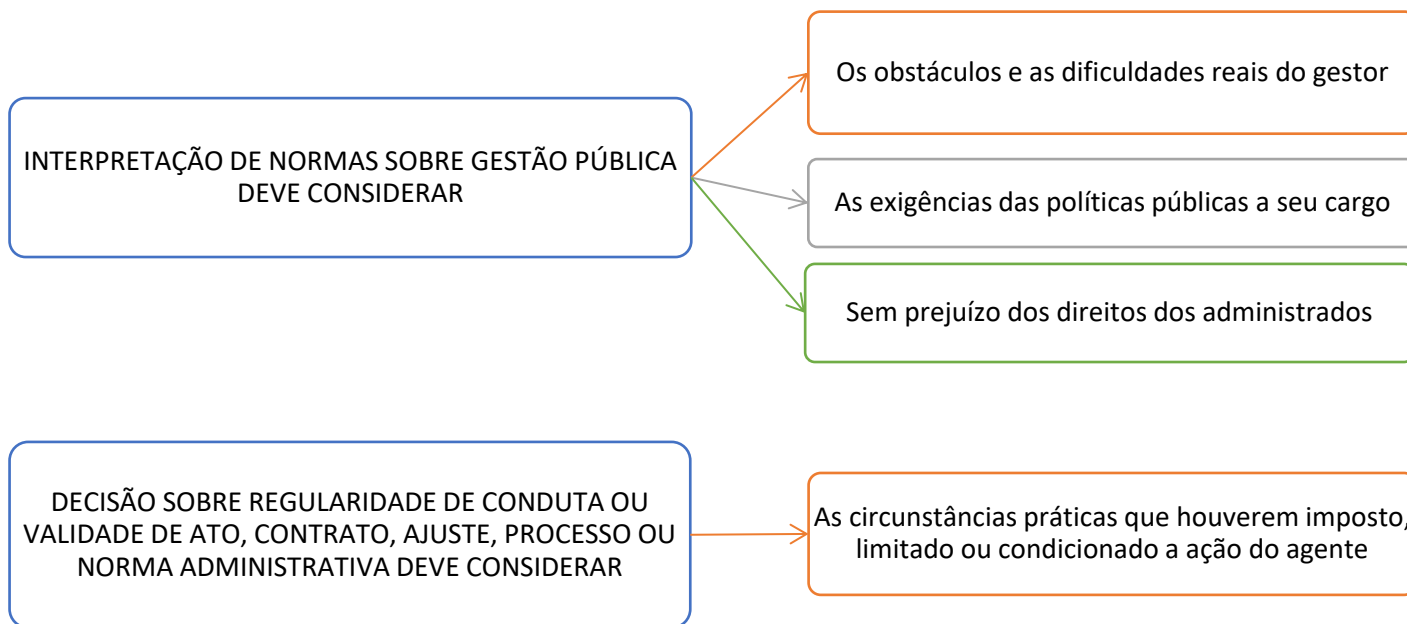 Os obstáculos e as dificuldades reais do gestor
INTERPRETAÇÃO DE NORMAS SOBRE GESTÃO PÚBLICA
DEVE CONSIDERAR
As exigências das políticas públicas a seu cargo
Sem prejuízo dos direitos dos administrados
DECISÃO SOBRE REGULARIDADE DE CONDUTA OU
VALIDADE DE ATO, CONTRATO, AJUSTE, PROCESSO OU
NORMA ADMINISTRATIVA DEVE CONSIDERAR
As circunstâncias práticas que houverem imposto,
limitado ou condicionado a ação do agente